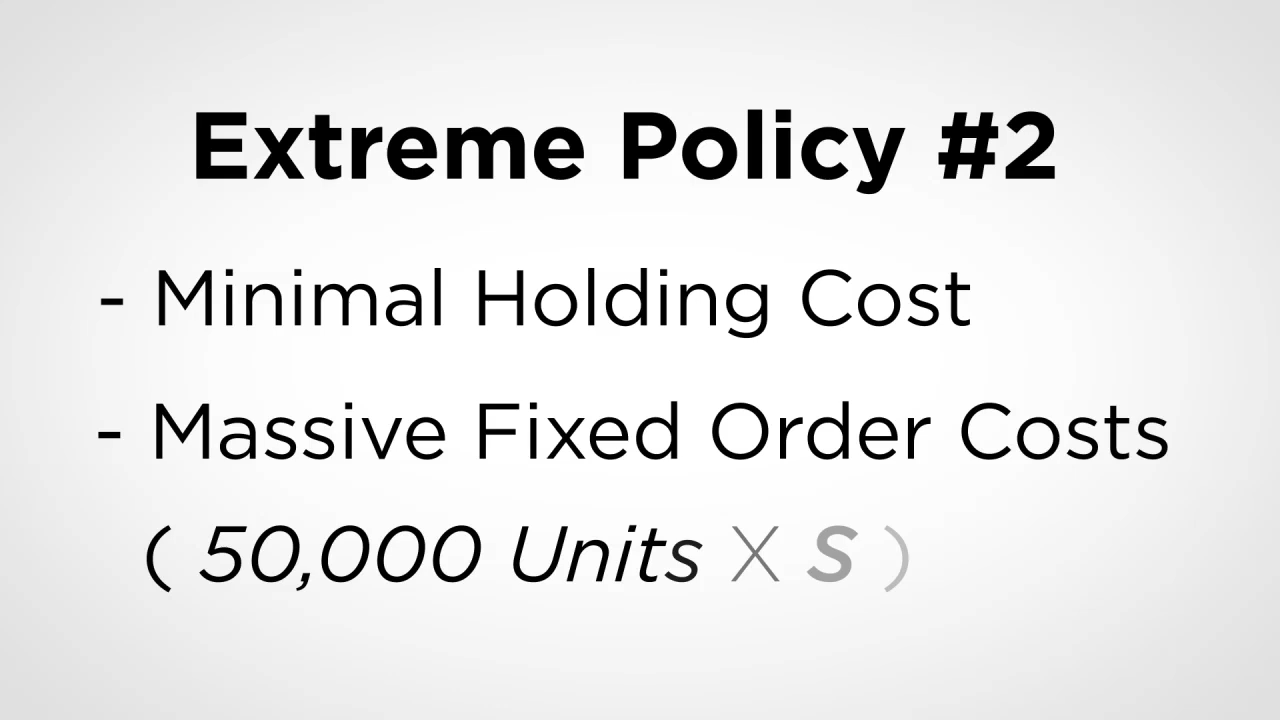 Extreme Policy #2
- Minimal Holding Cost
- Massive Fixed Order Costs
( 50,000 Units X S )